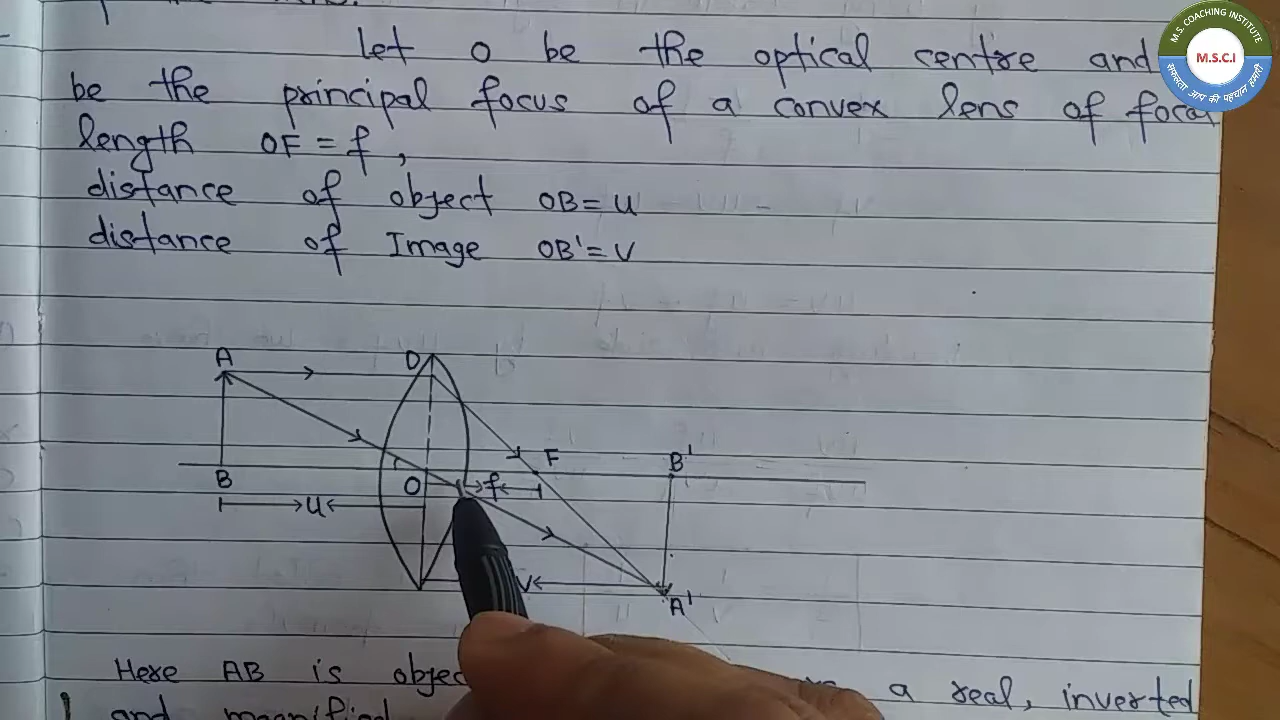 M.S. COACHING INSTITUTE
M.S.C.I
let O be the optical centre and
be the principal focus of a convex lens of focal
length OF = f,
distance of object OB = u
distance of Image OB' = v
A D
F B'
B O f
u
v
A'
Here AB is a real, inverted
and